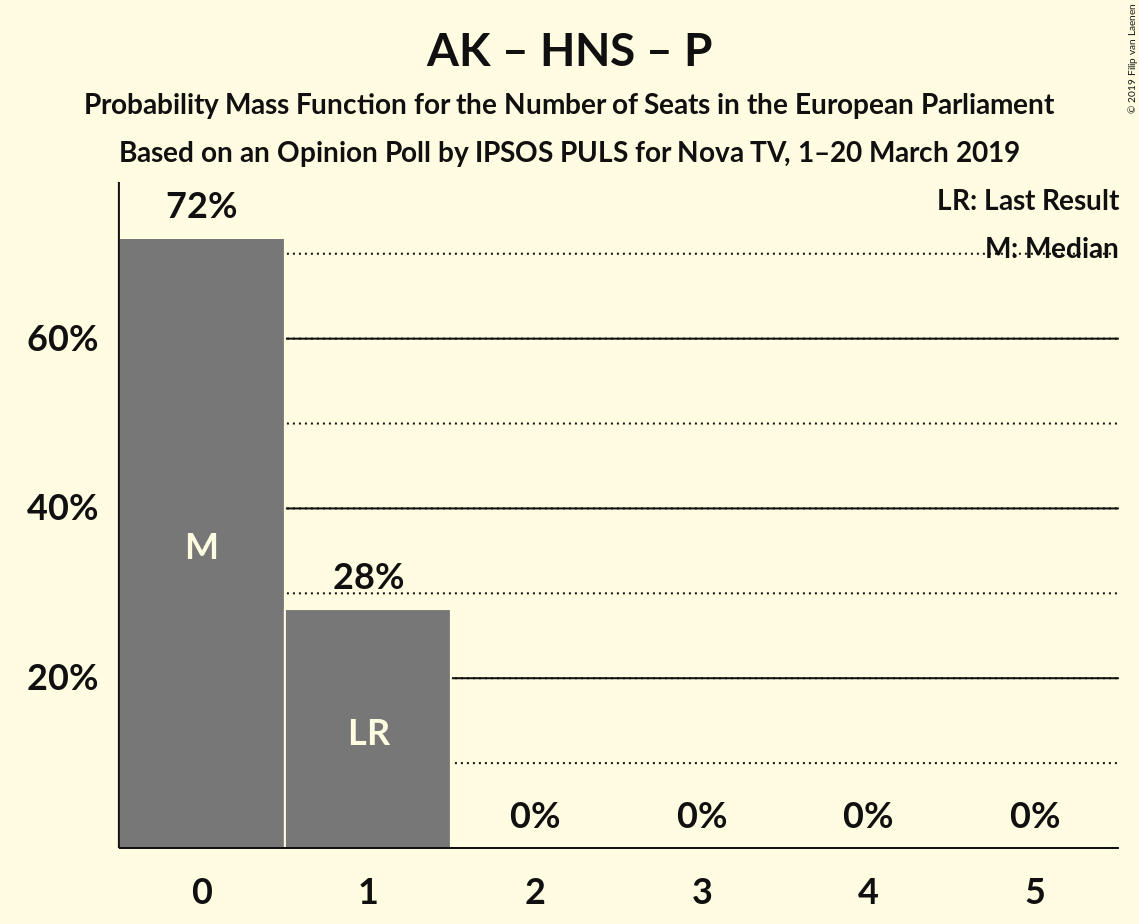 AK – HNS – P
Probability Mass Function for the Number of Seats in the European Parliament
Based on an Opinion Poll by IPSOS PULS for Nova TV, 1–20 March 2019
© 2019 Filip van Laenen
LR: Last Result
M: Median
72%
60%
40%
20%
M
28%
LR
0% 0% 0% 0%
0 1 2 3 4 5